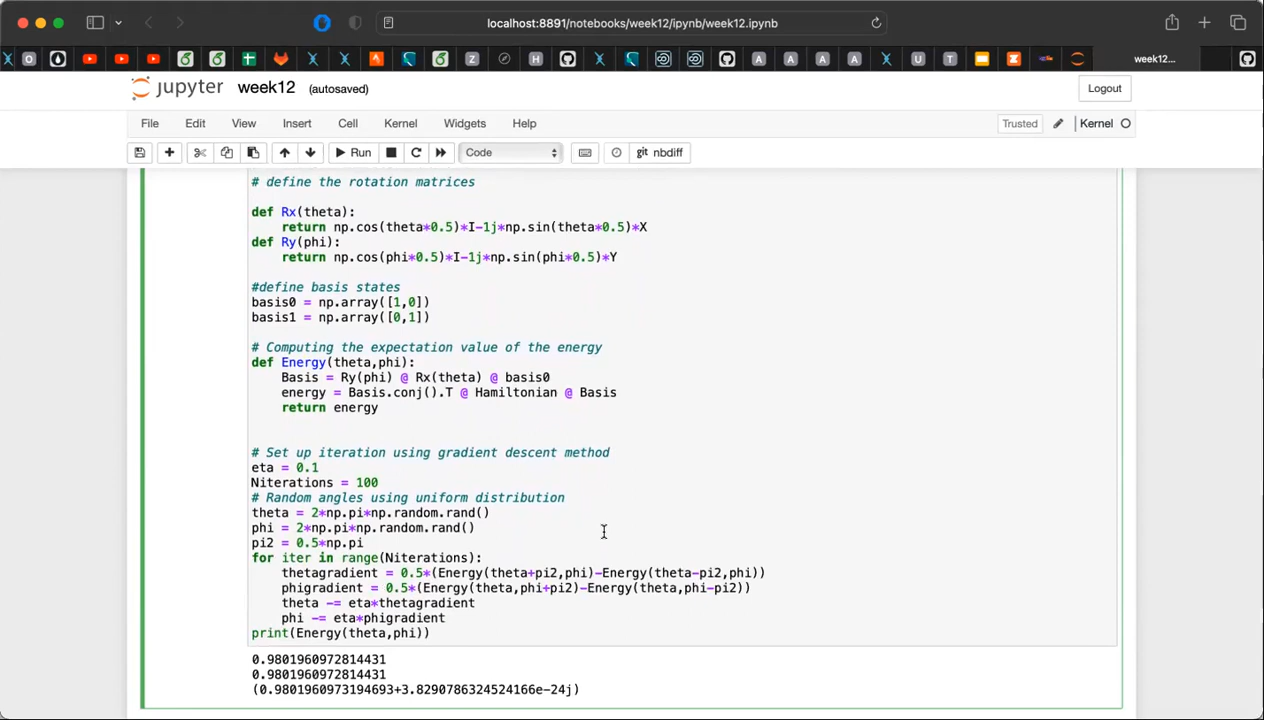 localhost:8891/notebooks/week12/ipynb/week12.ipynb
week12...
jupyter week12 (autosaved)
Logout
File Edit View Insert Cell Kernel Widgets Help
Trusted Kernel
Run Code git nbdiff
# define the rotation matrices
def Rx(theta):
    return np.cos(theta*0.5)*I-1j*np.sin(theta*0.5)*X
def Ry(phi):
    return np.cos(phi*0.5)*I-1j*np.sin(phi*0.5)*Y
#define basis states
basis0 = np.array([1,0])
basis1 = np.array([0,1])
# Computing the expectation value of the energy
def Energy(theta,phi):
    Basis = Ry(phi) @ Rx(theta) @ basis0
    energy = Basis.conj().T @ Hamiltonian @ Basis
    return energy
# Set up iteration using gradient descent method
eta = 0.1
Niterations = 100
# Random angles using uniform distribution
theta = 2*np.pi*np.random.rand()
phi = 2*np.pi*np.random.rand()
pi2 = 0.5*np.pi
for iter in range(Niterations):
    thetagradient = 0.5*(Energy(theta+pi2,phi)-Energy(theta-pi2,phi))
    phigradient = 0.5*(Energy(theta,phi+pi2)-Energy(theta,phi-pi2))
    theta -= eta*thetagradient
    phi -= eta*phigradient
print(Energy(theta,phi))
0.9801960972814431
0.9801960972814431
(0.9801960973194693+3.8290786324524166e-24j)